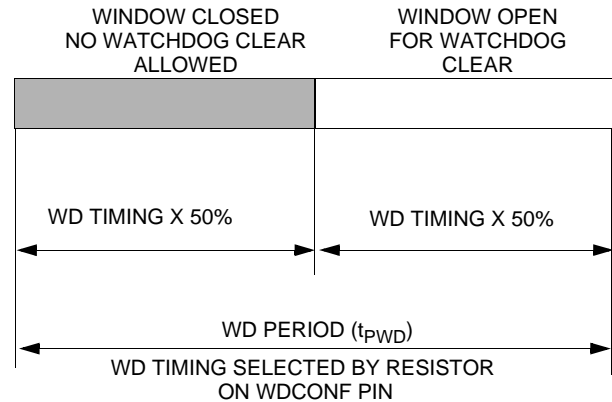 WINDOW CLOSED
NO WATCHDOG CLEAR
ALLOWED
WINDOW OPEN
FOR WATCHDOG
CLEAR
WD TIMING X 50%
WD TIMING X 50%
WD PERIOD (tPWD)
WD TIMING SELECTED BY RESISTOR
ON WDCONF PIN